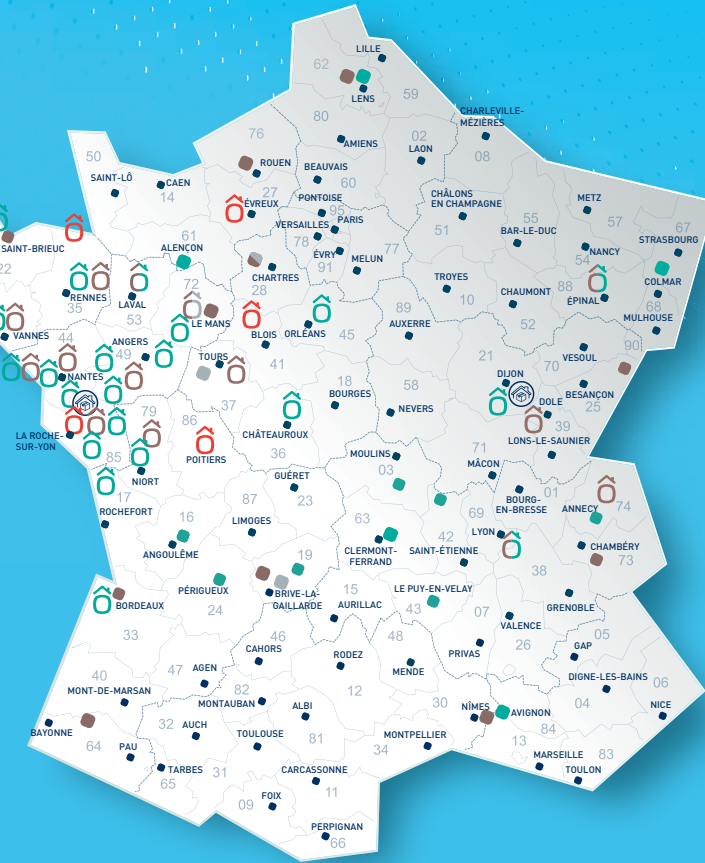 LILLE
62
59
LENS
CHARLEVILLE-
MÉZIÈRES
80
76
02
08
AMIENS
LAON
50
ROUEN
BEAUVAIS
SAINT-LÔ
CAEN
60
METZ
14
27
PONTOISE
CHÂLONS
EN CHAMPAGNE
ÉVREUX
95
55
57
VERSAILLES
PARIS
67
61
78
51
BAR-LE-DUC
STRASBOURG
SAINT-BRIEUC
ALENÇON
77
NANCY
ÉVRY
54
22
91
MELUN
CHARTRES
TROYES
88
COLMAR
72
28
10
CHAUMONT
ÉPINAL
RENNES
LAVAL
35
53
LE MANS
89
68
MULHOUSE
VANNES
44
ANGERS
BLOIS
ORLÉANS
45
AUXERRE
52
49
90
TOURS
41
21
VESOUL
70
NANTES
18
58
DIJON
BESANÇON
BOURGES
DOLE
25
79
37
NEVERS
86
39
LA ROCHE-
SUR-YON
CHÂTEAUROUX
LONS-LE-SAUNIER
85
POITIERS
36
MOULINS
71
MÂCON
NIORT
GUÉRET
03
17
87
23
BOURG-
EN-BRESSE
01
74
ROCHEFORT
69
ANNECY
16
LIMOGES
63
42
LYON
ANGOULÊME
19
CLERMONT-
FERRAND
SAINT-ÉTIENNE
CHAMBÉRY
73
38
PÉRIGUEUX
15
LE PUY-EN-VELAY
BORDEAUX
24
BRIVE-LA-
GAILLARDE
AURILLAC
43
07
GRENOBLE
VALENCE
33
46
48
05
CAHORS
RODEZ
PRIVAS
26
GAP
47
AGEN
MENDE
40
DIGNE-LES-BAINS
06
MONT-DE-MARSAN
82
12
MONTAUBAN
ALBI
30
NÎMES
AVIGNON
04
NICE
32
AUCH
84
BAYONNE
TOULOUSE
81
MONTPELLIER
13
64
PAU
34
MARSEILLE
83
TARBES
31
CARCASSONNE
TOULON
65
FOIX
11
09
PERPIGNAN
66